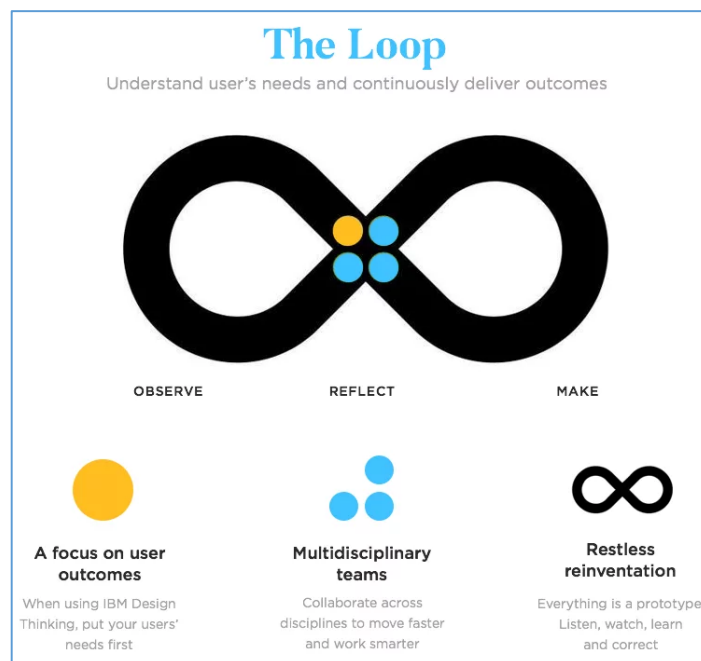 The Loop
Understand user's needs and continuously deliver outcomes
OBSERVE
REFLECT
MAKE
A focus on user
outcomes
When using IBM Design
Thinking, put your users'
needs first
Multidisciplinary
teams
Collaborate across
disciplines to move faster
and work smarter
Restless
reinvention
Everything is a prototype
Listen, watch, learn
and correct